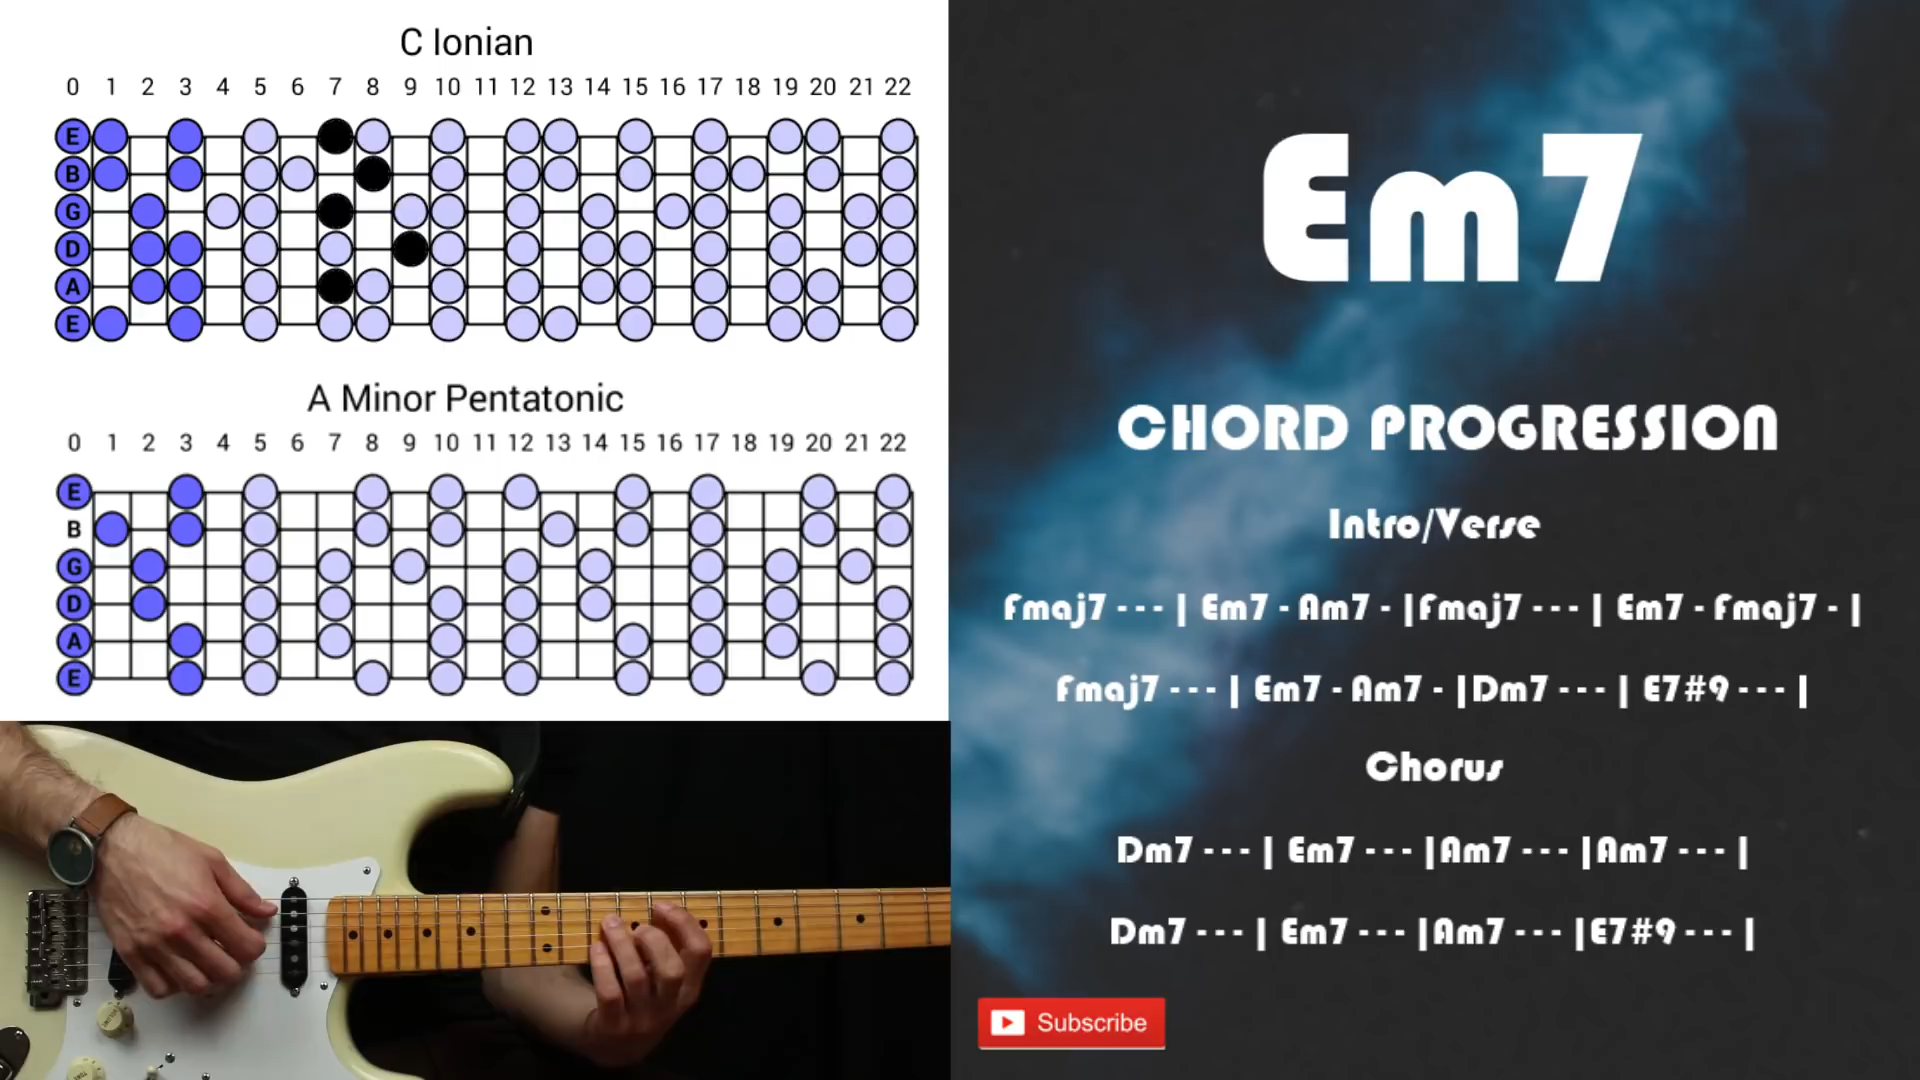 C Ionian
0 1 2 3 4 5 6 7 8 9 10 11 12 13 14 15 16 17 18 19 20 21 22
E
B
G
D
A
E
A Minor Pentatonic
0 1 2 3 4 5 6 7 8 9 10 11 12 13 14 15 16 17 18 19 20 21 22
E
B
G
D
A
E
Em7
CHORD PROGRESSION
Intro/Verse
Fmaj7 - - - | Em7 - Am7 - |Fmaj7 - - - | Em7 - Fmaj7 - |
Fmaj7 - - - | Em7 - Am7 - |Dm7 - - - | E7#9 - - - |
Chorus
Dm7 - - - | Em7 - - - |Am7 - - - |Am7 - - - |
Dm7 - - - | Em7 - - - |Am7 - - - |E7#9 - - - |
Subscribe